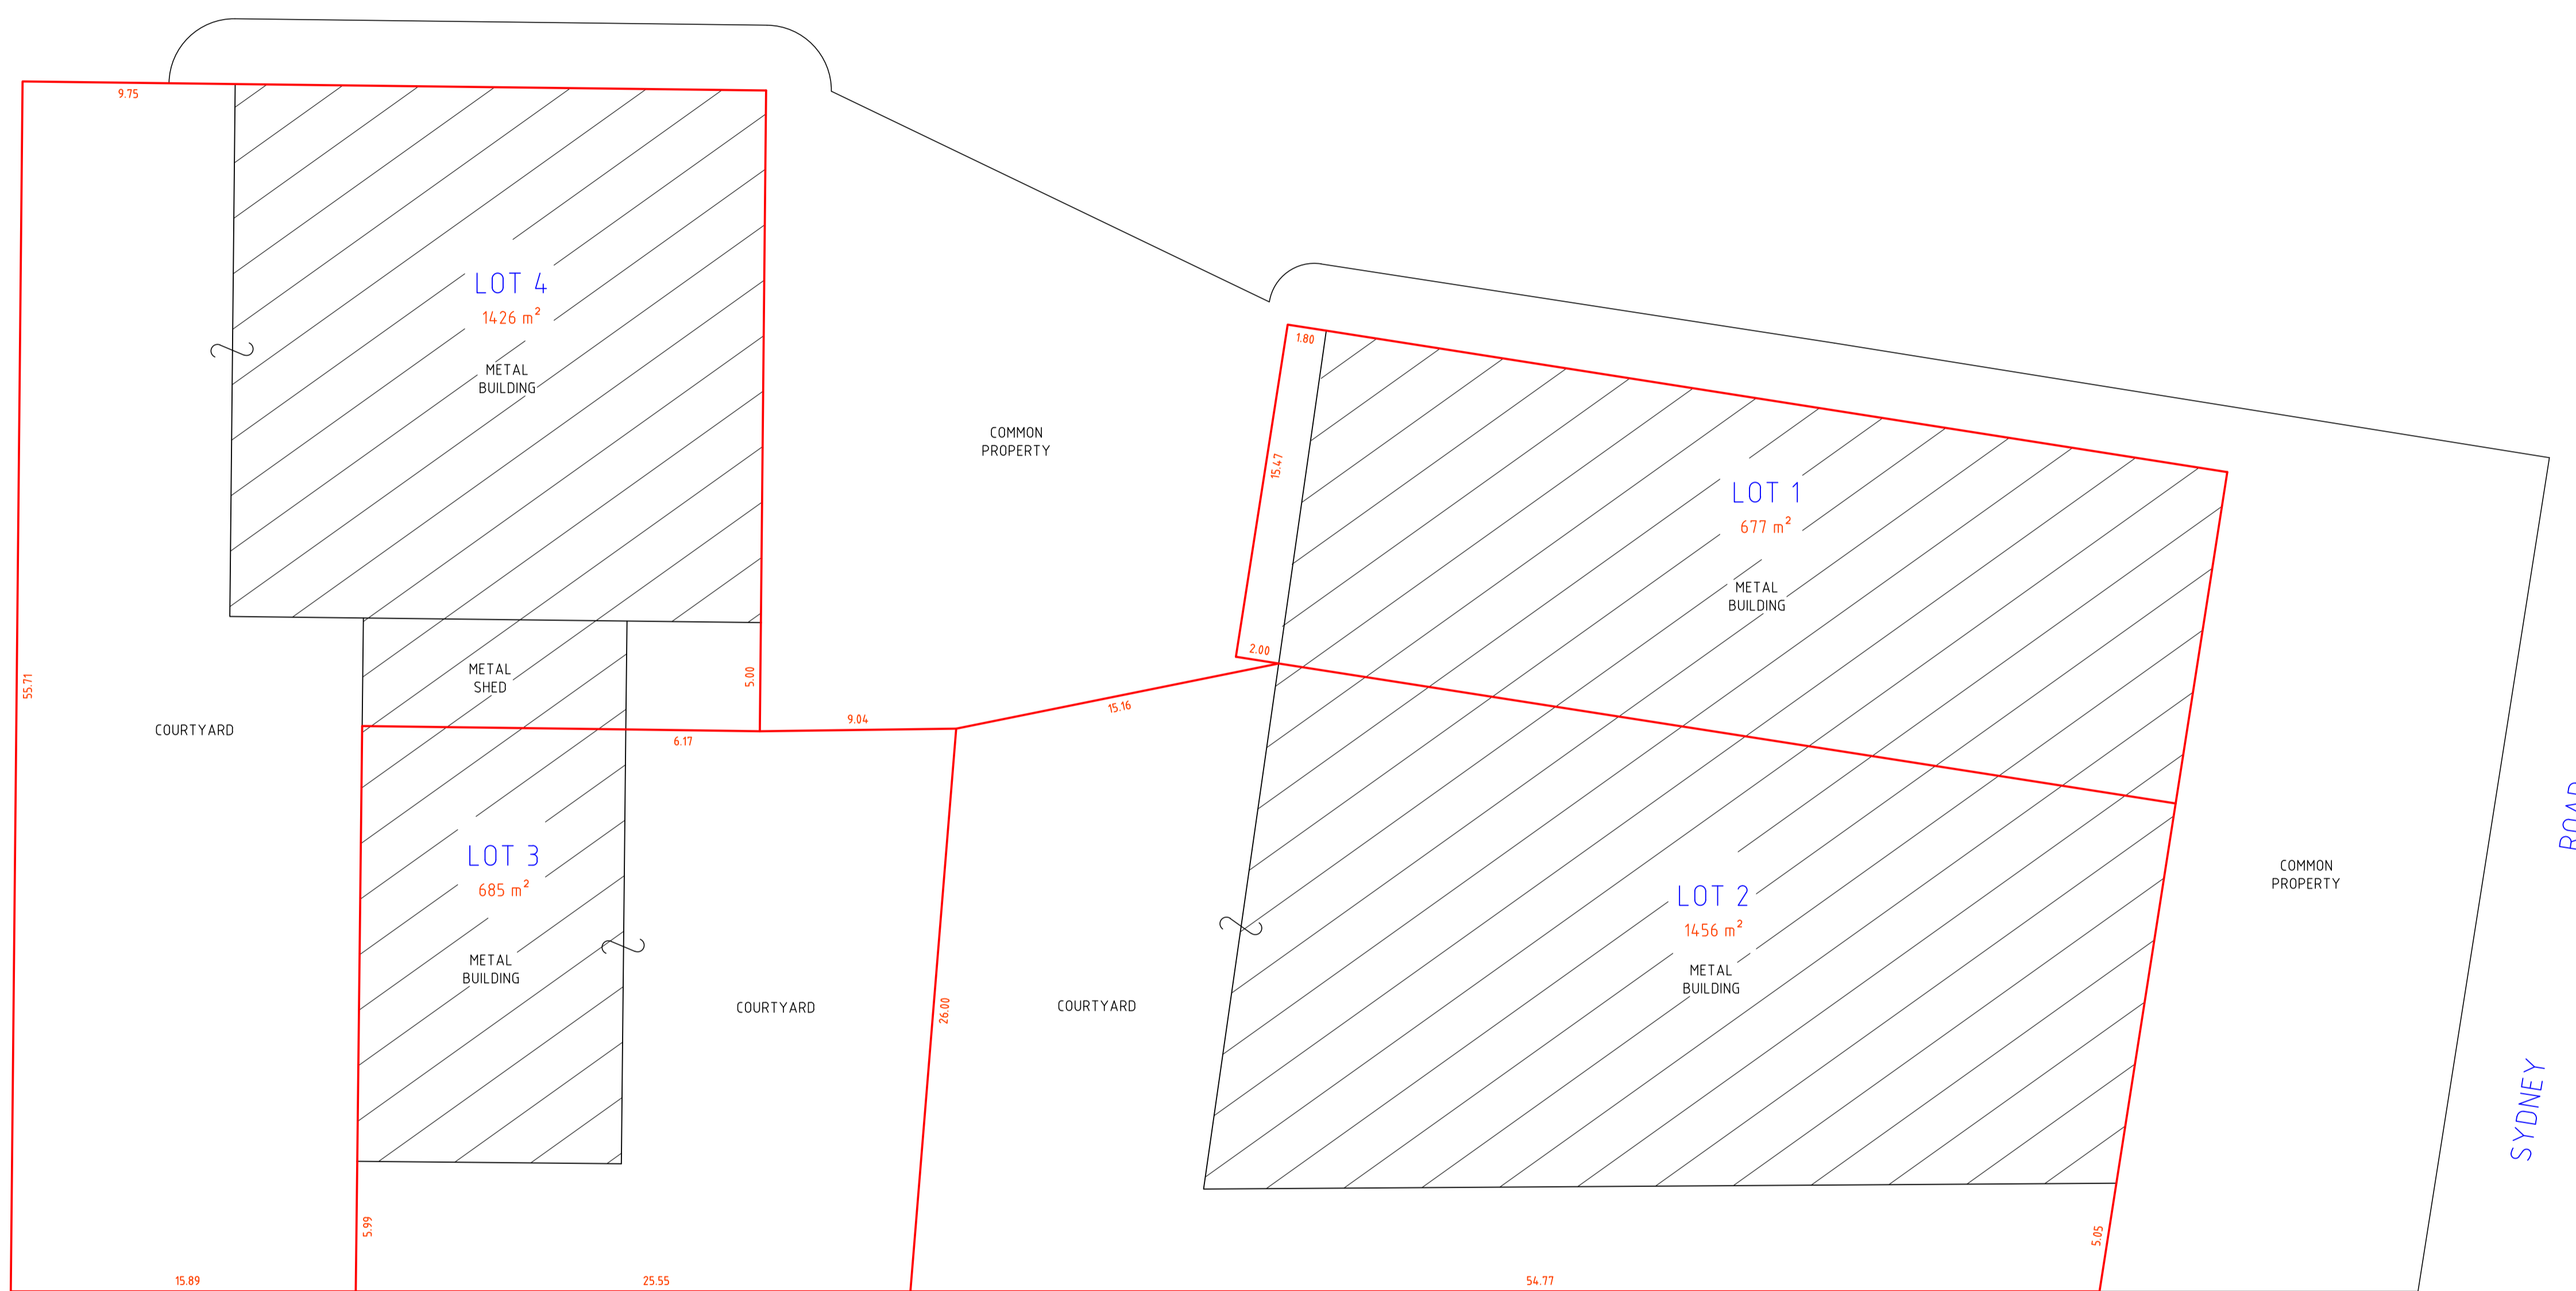 9.75
LOT 4
1426 m²
METAL
BUILDING
55.71
METAL
SHED
5.00
COURTYARD
6.17
9.04
15.16
COMMON
PROPERTY
1.80
15.47
2.00
LOT 1
677 m²
METAL
BUILDING
LOT 3
685 m²
METAL
BUILDING
COURTYARD
26.00
COURTYARD
LOT 2
1456 m²
METAL
BUILDING
COMMON
PROPERTY
SYDNEY ROAD
5.99
5.05
15.89
25.55
54.77